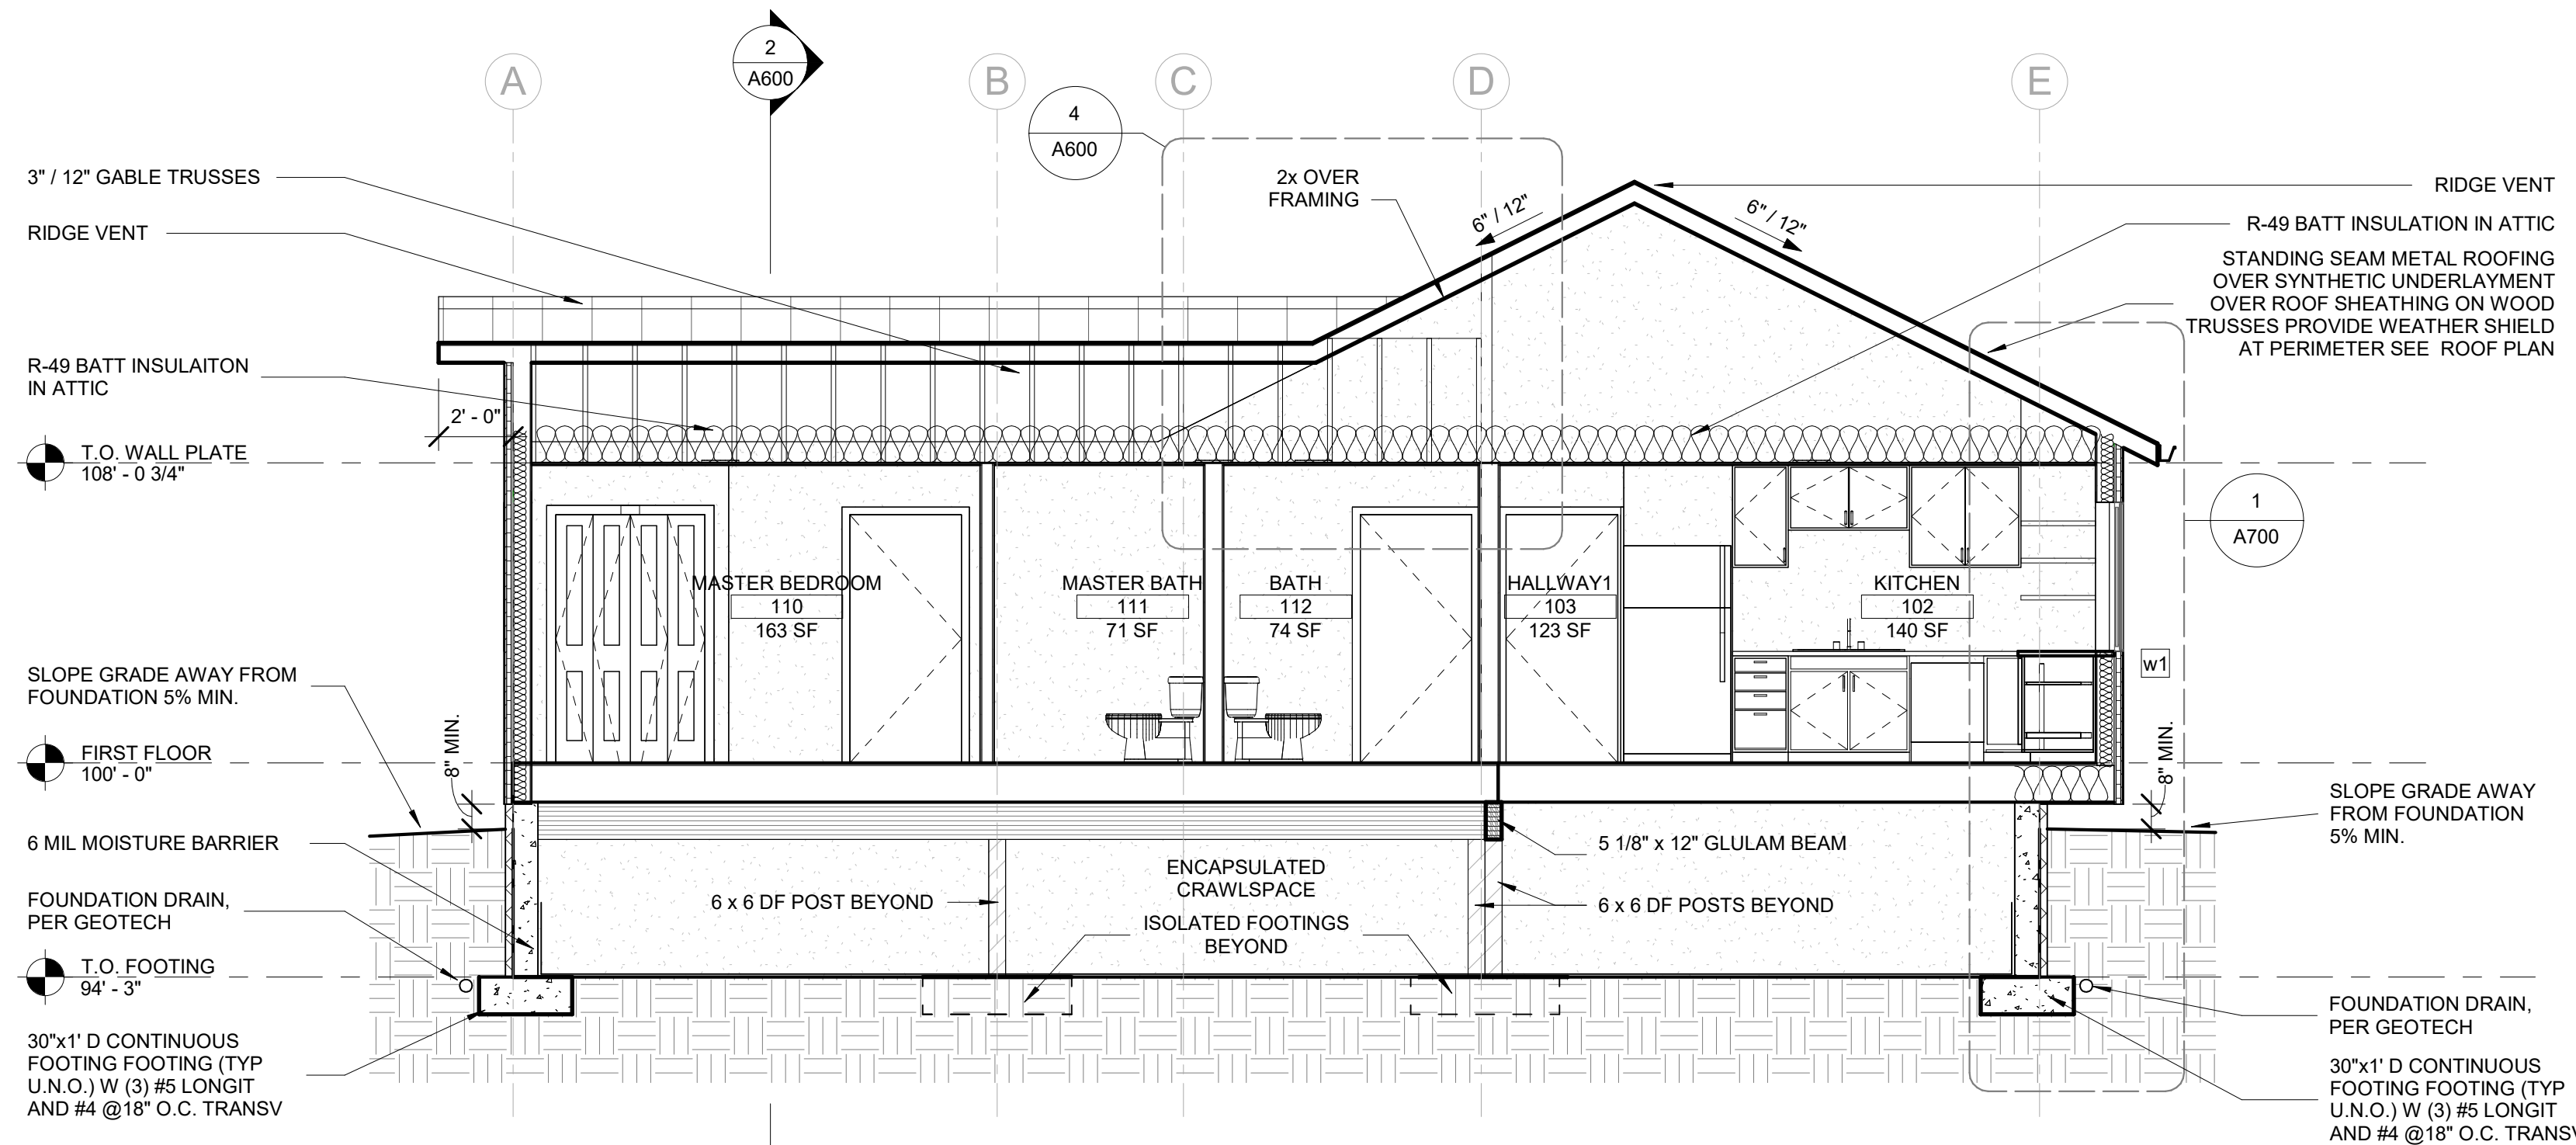 A
2
A600
B
C
D
E
4
A600
3" / 12" GABLE TRUSSES
RIDGE VENT
R-49 BATT INSULAITON
IN ATTIC
2' - 0"
T.O. WALL PLATE
108' - 0 3/4"
SLOPE GRADE AWAY FROM
FOUNDATION 5% MIN.
8" MIN.
FIRST FLOOR
100' - 0"
6 MIL MOISTURE BARRIER
FOUNDATION DRAIN,
PER GEOTECH
T.O. FOOTING
94' - 3"
30"x1' D CONTINUOUS
FOOTING FOOTING (TYP
U.N.O.) W (3) #5 LONGIT
AND #4 @18" O.C. TRANSV
2x OVER
FRAMING
6" / 12"
6" / 12"
MASTER BEDROOM
110
163 SF
MASTER BATH
111
71 SF
BATH
112
74 SF
HALLWAY1
103
123 SF
KITCHEN
102
140 SF
6 x 6 DF POST BEYOND
ENCAPSULATED
CRAWLSPACE
ISOLATED FOOTINGS
BEYOND
5 1/8" x 12" GLULAM BEAM
6 x 6 DF POSTS BEYOND
RIDGE VENT
R-49 BATT INSULATION IN ATTIC
STANDING SEAM METAL ROOFING
OVER SYNTHETIC UNDERLAYMENT
OVER ROOF SHEATHING ON WOOD
TRUSSES PROVIDE WEATHER SHIELD
AT PERIMETER SEE ROOF PLAN
1
A700
w1
8" MIN.
SLOPE GRADE AWAY
FROM FOUNDATION
5% MIN.
FOUNDATION DRAIN,
PER GEOTECH
30"x1' D CONTINUOUS
FOOTING FOOTING (TYP
U.N.O.) W (3) #5 LONGIT
AND #4 @18" O.C. TRANSV